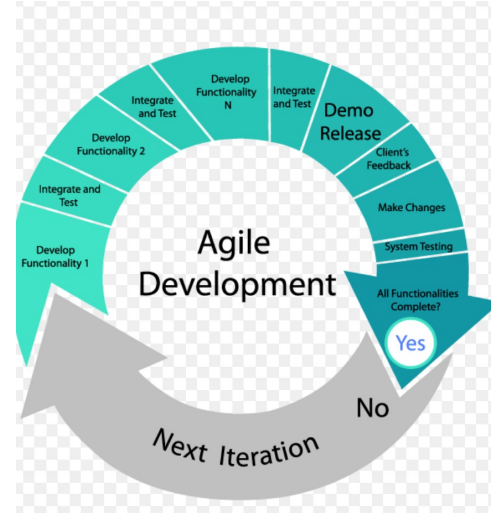 Agile
Development
Develop
Functionality 1
Integrate and
Test
Develop
Functionality 2
Integrate
and Test
Develop
Functionality
N
Integrate
and Test
Demo
Release
Client's
Feedback
Make Changes
System Testing
All Functionalities
Complete?
Yes
No
Next Iteration